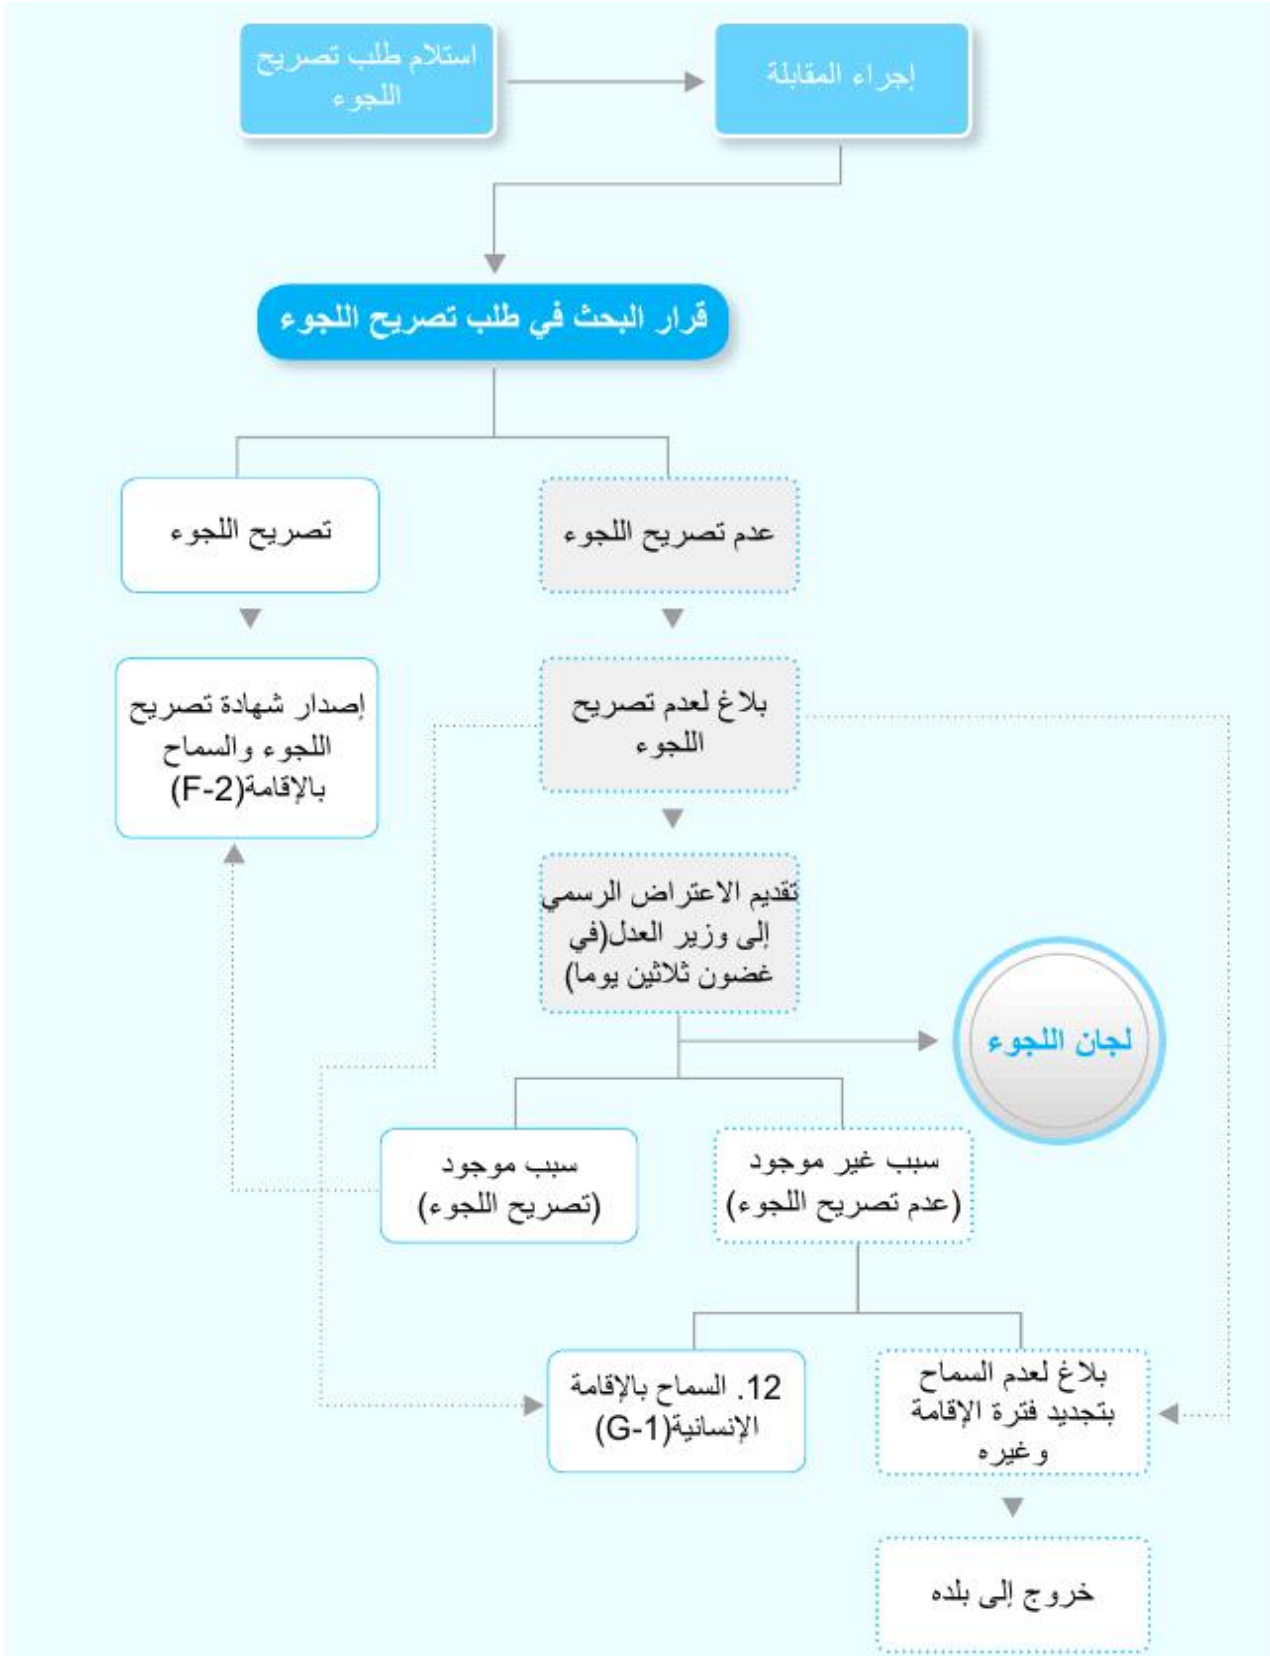 استلام طلب تصريح
اللجوء
إجراء المقابلة
قرار البحث في طلب تصريح اللجوء
تصريح اللجوء
عدم تصريح اللجوء
إصدار شهادة تصريح
اللجوء والسماح
بالإقامة(F-2)
بلاغ لعدم تصريح
اللجوء
تقديم الاعتراض الرسمي
إلى وزير العدل(في
غضون ثلاثين يوما)
لجان اللجوء
سبب موجود
(تصريح اللجوء)
سبب غير موجود
(عدم تصريح اللجوء)
12. السماح بالإقامة
الإنسانية(G-1)
بلاغ لعدم السماح
بتجديد فترة الإقامة
وغيره
خروج إلى بلده